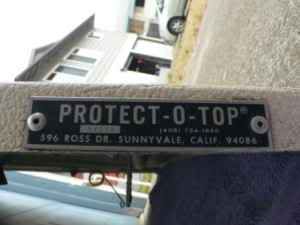 PROTECT-O-TOP®
596 ROSS DR. SUNNYVALE, CALIF. 94086